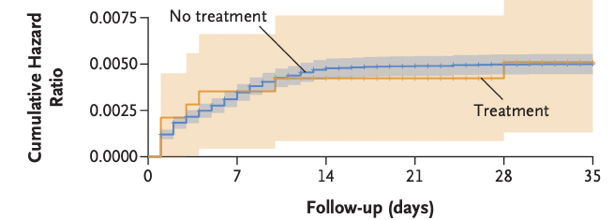 Cumulative Hazard
Ratio
0.0075
0.0050
0.0025
0.0000
No treatment
Treatment
0 7 14 21 28 35
Follow-up (days)